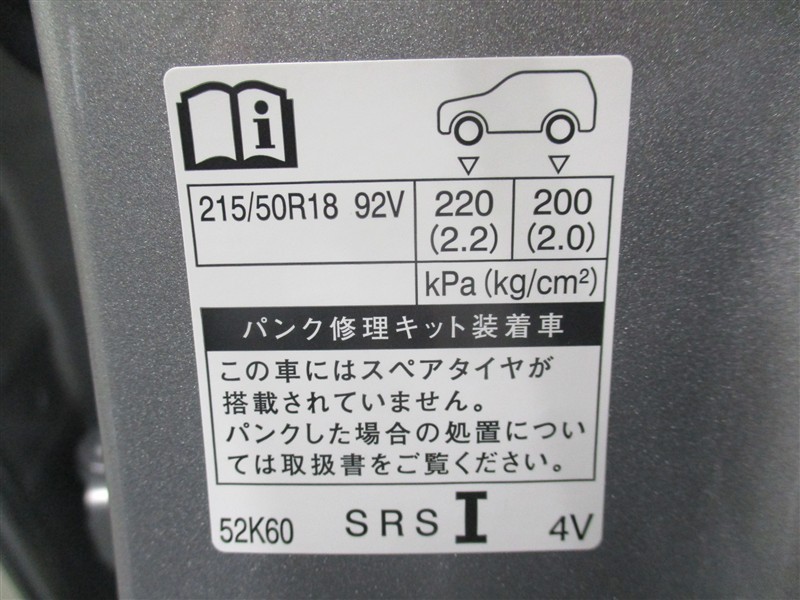 215/50R18 92V 220 200
(2.2) (2.0)
kPa (kg/cm²)
パンク修理キット装着車
この車にはスペアタイヤが
搭載されていません。
パンクした場合の処置につい
ては取扱書をご覧ください。
52K60 SRS I 4V